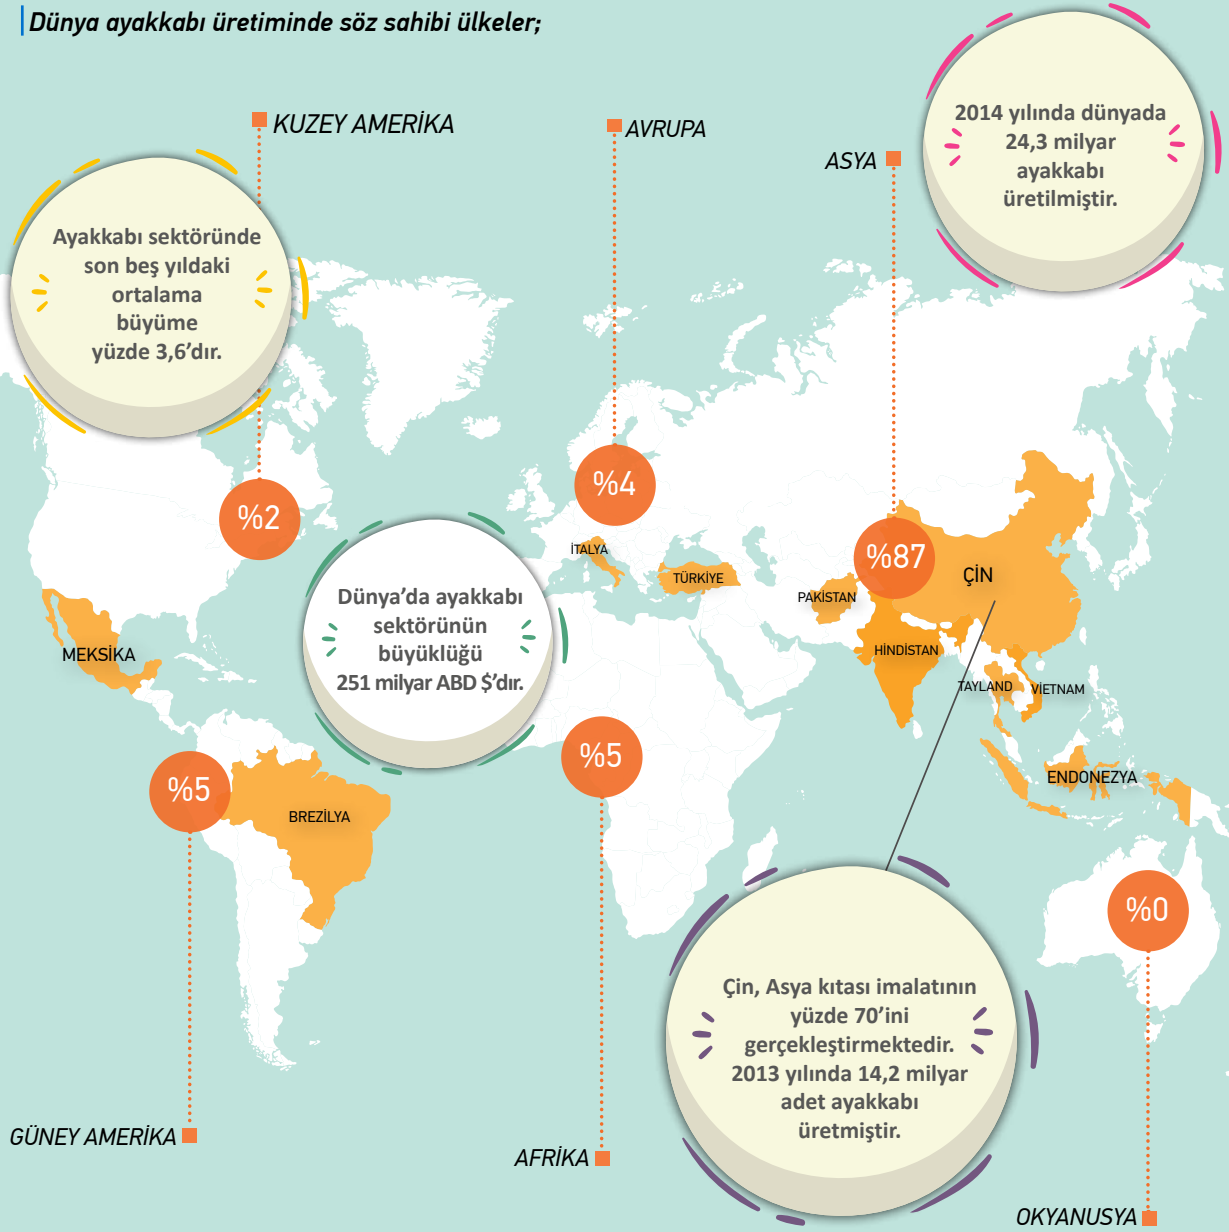 Dünya ayakkabı üretiminde söz sahibi ülkeler;
KUZEY AMERİKA
AVRUPA
ASYA
2014 yılında dünyada
24,3 milyar
ayakkabı
üretilmiştir.
Ayakkabı sektöründe
son beş yıldaki
ortalama
büyüme
yüzde 3,6’dır.
%2
%4
%87
İTALYA
TÜRKİYE
ÇİN
PAKİSTAN
HİNDİSTAN
TAYLAND
VİETNAM
MEKSİKA
Dünya’da ayakkabı
sektörünün
büyüklüğü
251 milyar ABD $’dır.
%5
BREZİLYA
%5
ENDONEZYA
%0
Çin, Asya kıtası imalatının
yüzde 70’ini
gerçekleştirmektedir.
2013 yılında 14,2 milyar
adet ayakkabı
üretmiştir.
GÜNEY AMERİKA
AFRİKA
OKYANUSYA